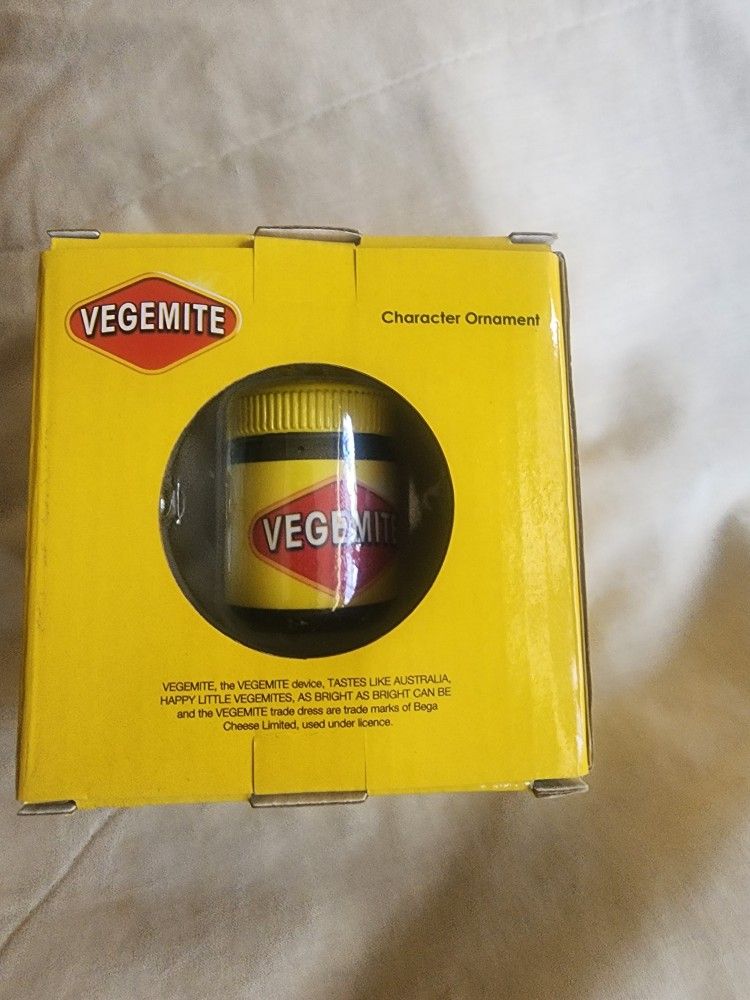 VEGEMITE
Character Ornament
VEGEMITE
VEGEMITE, the VEGEMITE device, TASTES LIKE AUSTRALIA,
HAPPY LITTLE VEGEMITES, AS BRIGHT AS BRIGHT CAN BE
and the VEGEMITE trade dress are trade marks of Bega
Cheese Limited, used under licence.